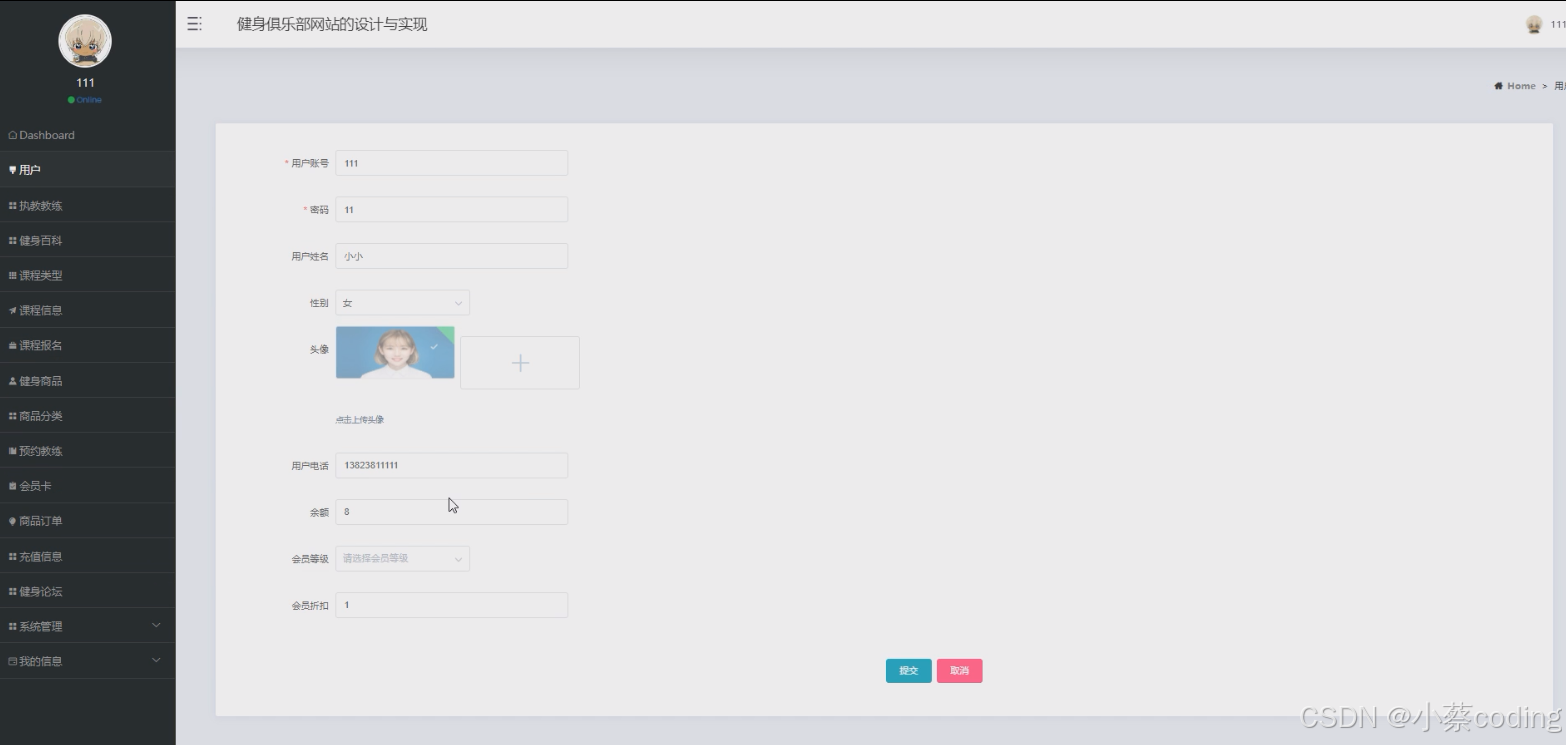 健身俱乐部网站的设计与实现
111
111
Online
Home > 用户
Dashboard
用户
执教教练
健身百科
课程类型
课程信息
课程报名
健身商品
商品分类
预约教练
会员卡
商品订单
充值信息
健身论坛
系统管理
我的信息
* 用户账号 111
* 密码 11
用户姓名 小小
性别 女
头像
点击上传头像
用户电话 13823811111
余额 8
会员等级 请选择会员等级
会员折扣 1
提交 取消
CSDN @小蔡coding